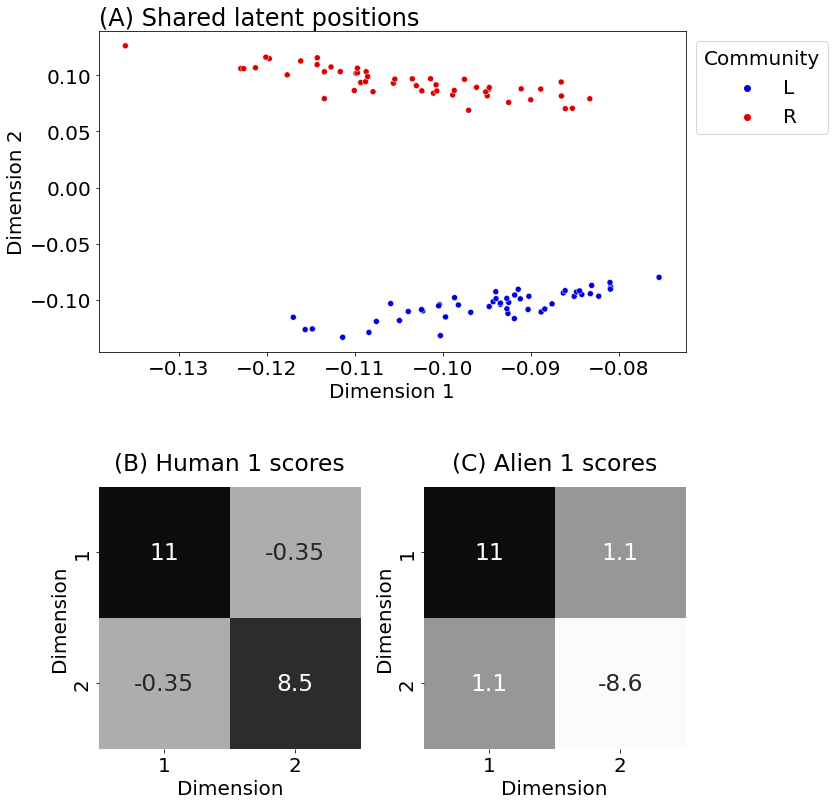 (A) Shared latent positions
Dimension 2
0.10
0.05
0.00
−0.05
−0.10
−0.13
−0.12
−0.11
−0.10
−0.09
−0.08
Dimension 1
Community
L
R
(B) Human 1 scores
Dimension
1
2
11
-0.35
-0.35
8.5
1
2
Dimension
(C) Alien 1 scores
Dimension
1
2
11
1.1
1.1
-8.6
1
2
Dimension